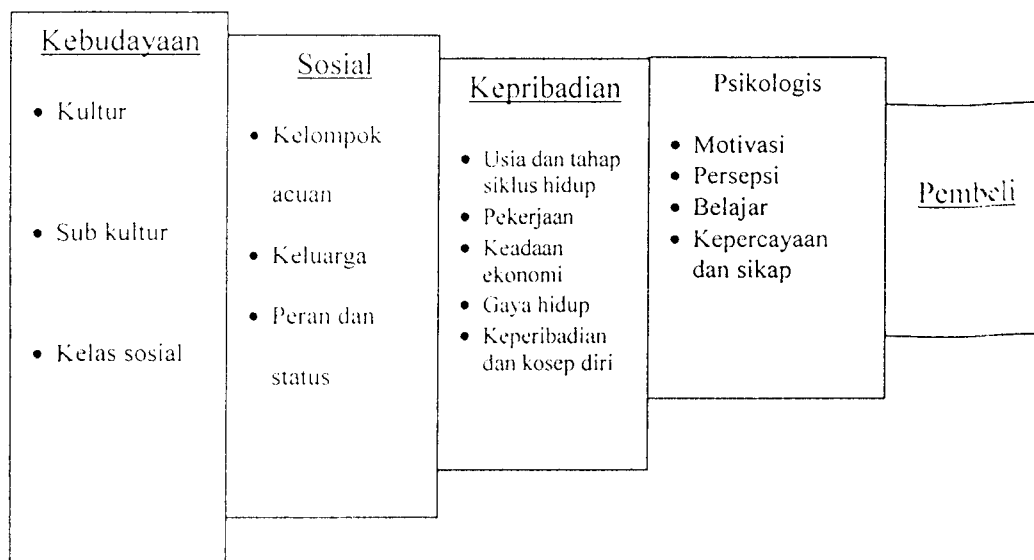 Kebudayaan
• Kultur
• Sub kultur
• Kelas sosial
Sosial
• Kelompok
acuan
• Keluarga
• Peran dan
status
Kepribadian
• Usia dan tahap
siklus hidup
• Pekerjaan
• Keadaan
ekonomi
• Gaya hidup
• Keperibadian
dan kosep diri
Psikologis
• Motivasi
• Persepsi
• Belajar
• Kepercayaan
dan sikap
Pembeli